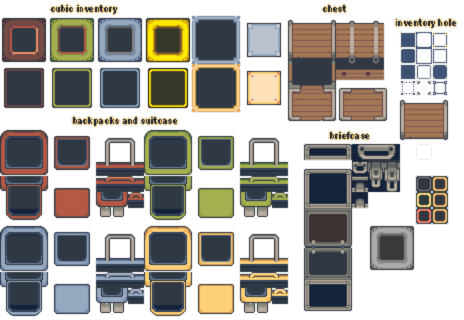 cubic inventory
chest
inventory hole
backpacks and suitcase
briefcase